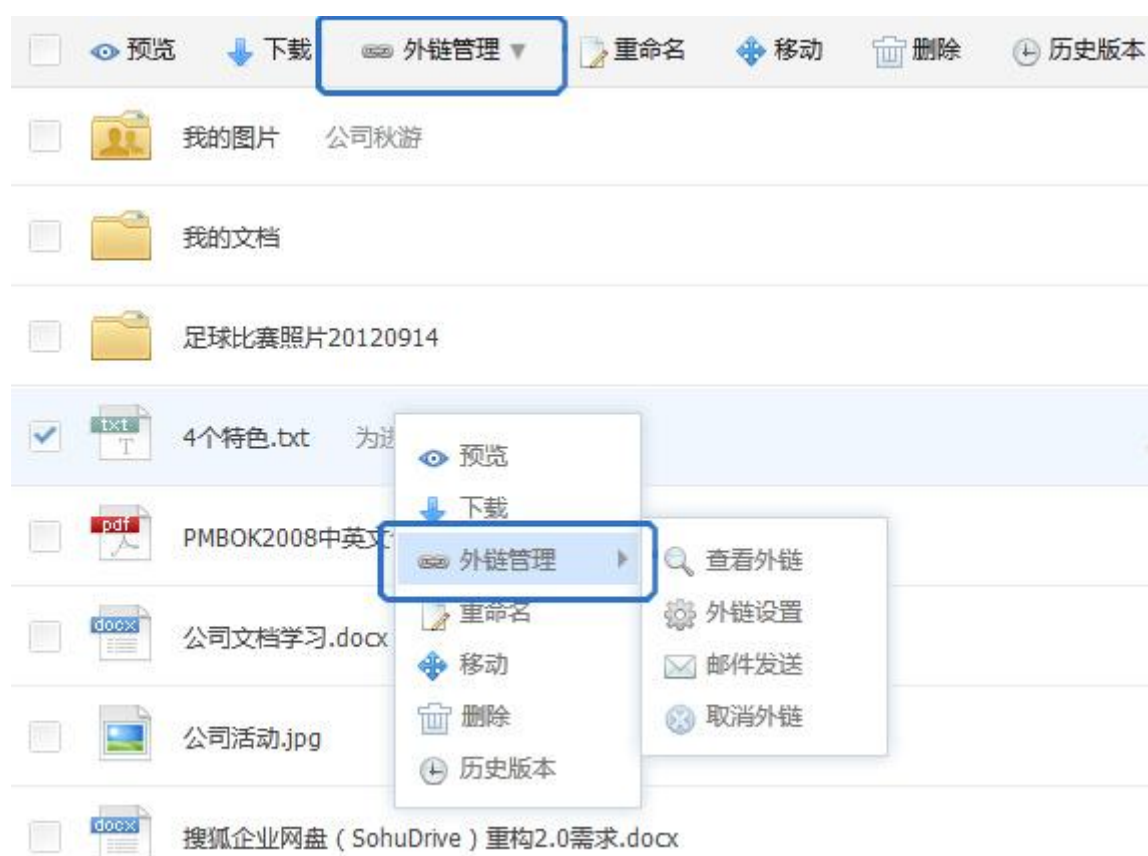 预览 下载 外链管理 重命名 移动 删除 历史版本
我的图片 公司秋游
我的文档
足球比赛照片20120914
txt
T
4个特色.txt 为
预览
下载
pdf
PMBOK2008中英文
外链管理
查看外链
重命名
外链设置
docx
公司文档学习.docx
移动
邮件发送
删除
取消外链
公司活动.jpg
历史版本
docx
搜狐企业网盘（SohuDrive）重构2.0需求.docx